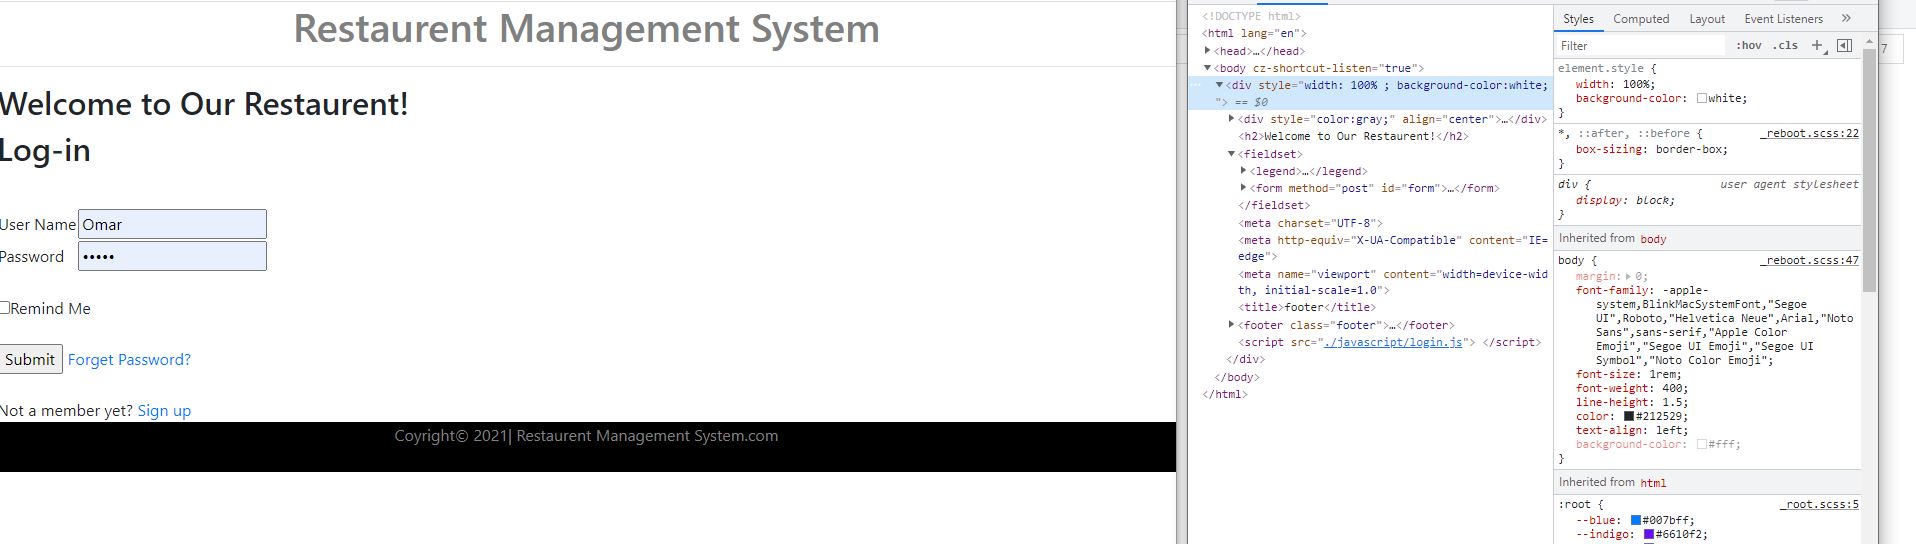 Restaurent Management System
Welcome to Our Restaurent!
Log-in
User Name Omar
Password •••••
Remind Me
Submit Forget Password?
Not a member yet? Sign up
Coyright© 2021| Restaurent Management System.com
<!DOCTYPE html>
<html lang="en">
<head>…</head>
<body cz-shortcut-listen="true">
<div style="width: 100% ; background-color:white;
"> == $0
<div style="color:gray;" align="center">…</div>
<h2>Welcome to Our Restaurent!</h2>
<fieldset>
<legend>…</legend>
<form method="post" id="form">…</form>
</fieldset>
<meta charset="UTF-8">
<meta http-equiv="X-UA-Compatible" content="IE=
edge">
<meta name="viewport" content="width=device-wid
th, initial-scale=1.0">
<title>footer</title>
<footer class="footer">…</footer>
<script src="./javascript/login.js"> </script>
</div>
</body>
</html>
Styles Computed Layout Event Listeners »
Filter :hov .cls +
element.style {
width: 100%;
background-color: white;
}
*, ::after, ::before { _reboot.scss:22
box-sizing: border-box;
}
div { user agent stylesheet
display: block;
}
Inherited from body
body { _reboot.scss:47
margin: 0;
font-family: -apple-
system,BlinkMacSystemFont,"Segoe
UI",Roboto,"Helvetica Neue",Arial,"Noto
Sans",sans-serif,"Apple Color
Emoji","Segoe UI Emoji","Segoe UI
Symbol","Noto Color Emoji";
font-size: 1rem;
font-weight: 400;
line-height: 1.5;
color: #212529;
text-align: left;
background-color: #fff;
}
Inherited from html
:root { _root.scss:5
--blue: #007bff;
--indigo: #6610f2;
7